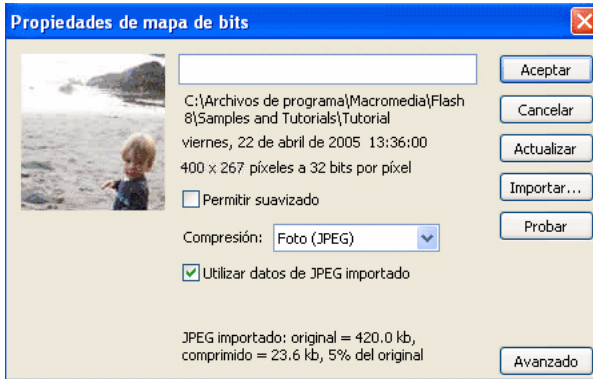 Propiedades de mapa de bits
Aceptar
C:\Archivos de programa\Macromedia\Flash
8\Samples and Tutorials\Tutorial
Cancelar
viernes, 22 de abril de 2005 13:36:00
Actualizar
400 x 267 píxeles a 32 bits por píxel
Importar...
Permitir suavizado
Probar
Compresión: Foto (JPEG)
Utilizar datos de JPEG importado
JPEG importado: original = 420.0 kb,
comprimido = 23.6 kb, 5% del original
Avanzado